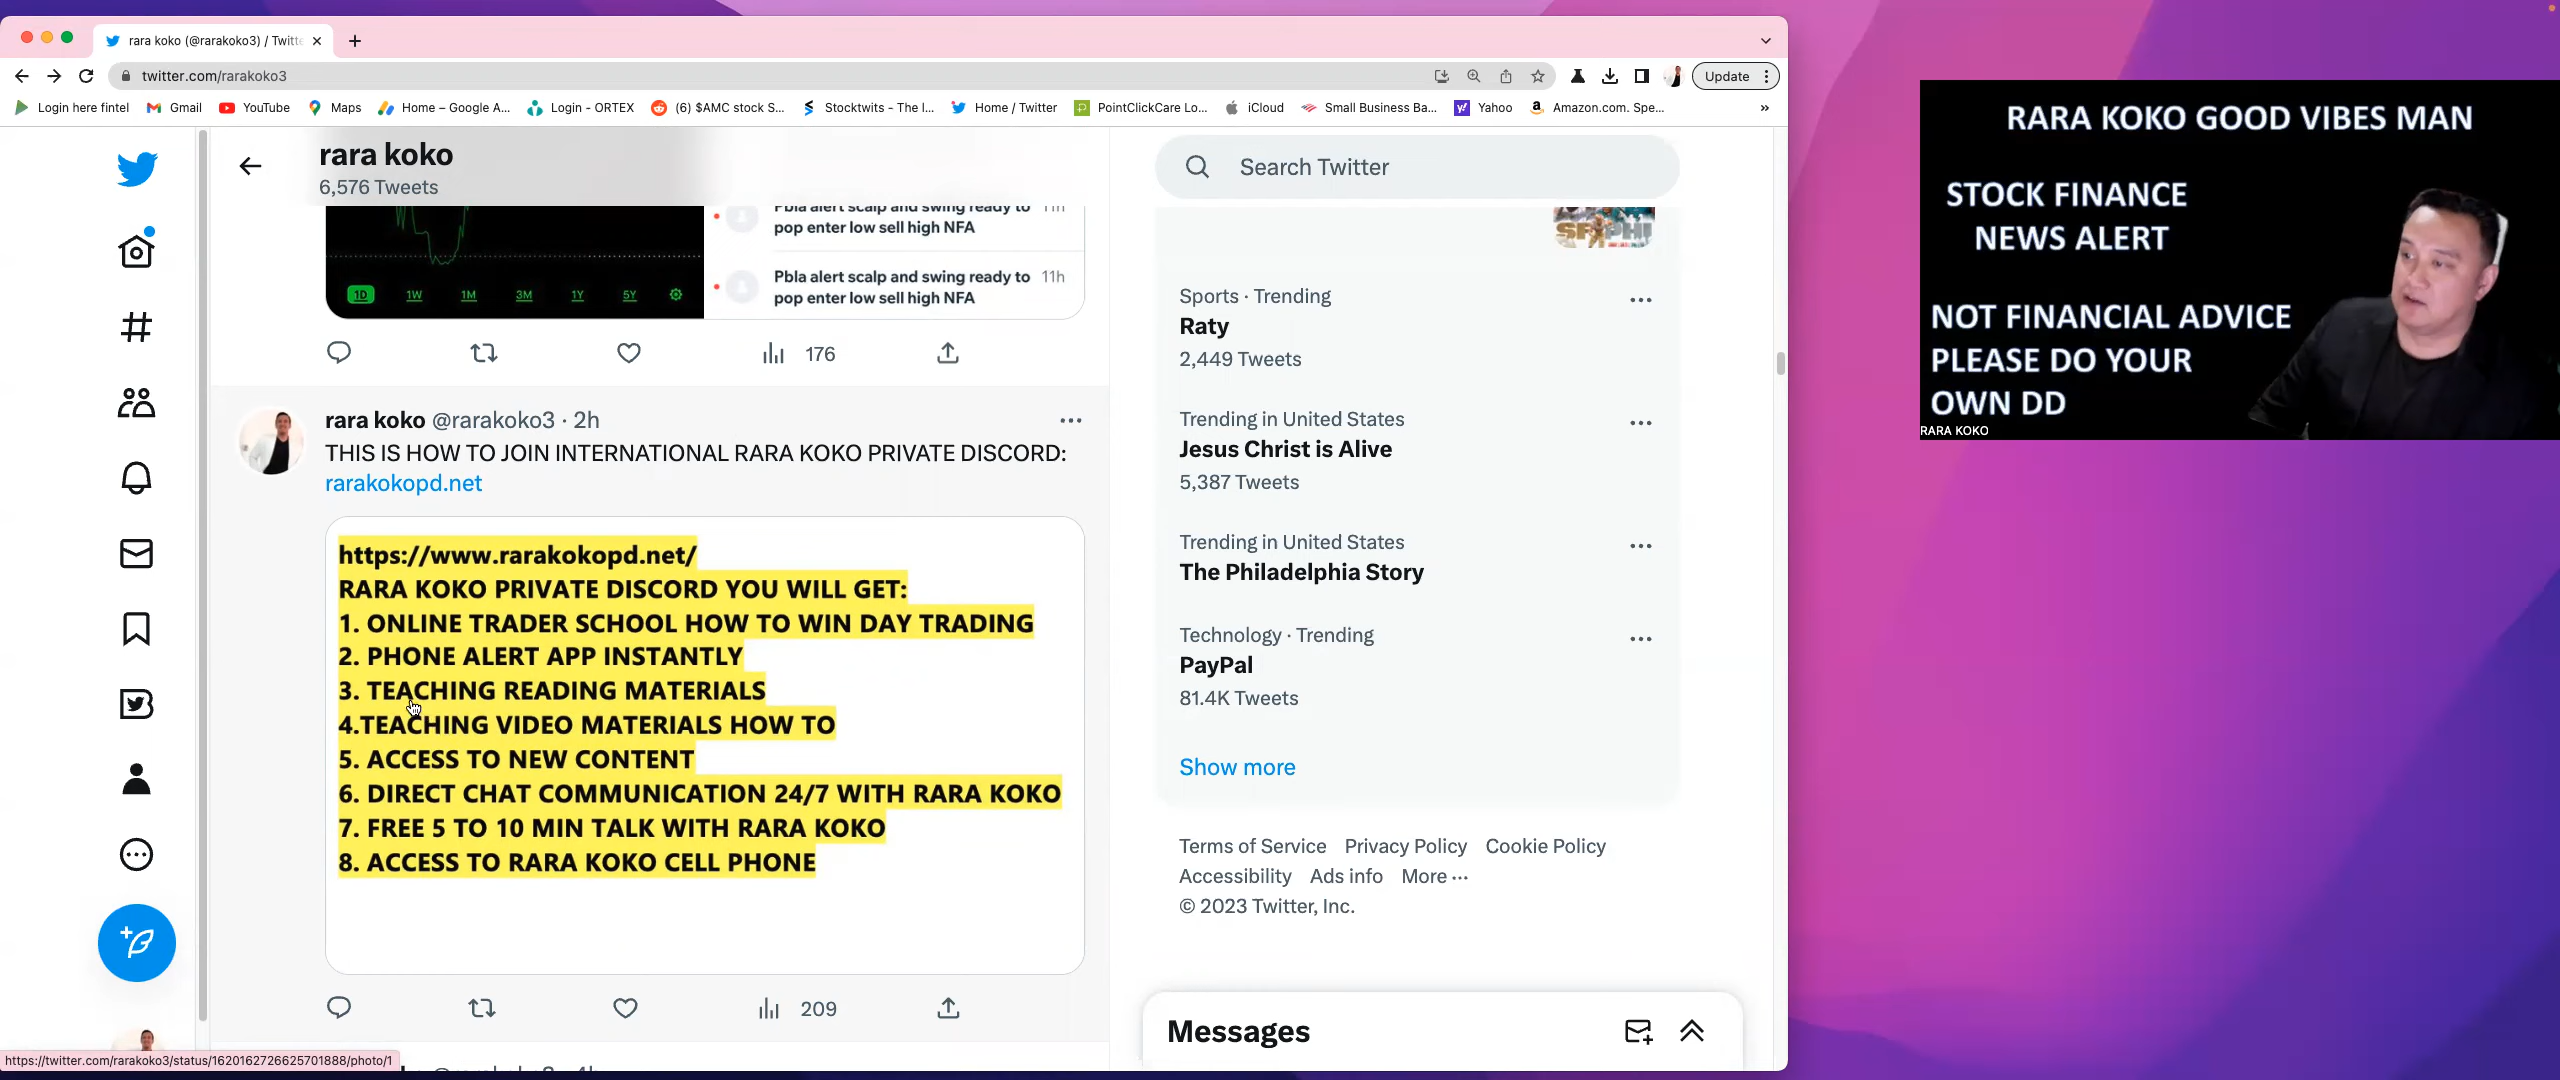 rara koko (@rarakoko3) / Twitt
twitter.com/rarakoko3
Update
Login here fintel
Gmail
YouTube
Maps
Home – Google A...
Login - ORTEX
(6) $AMC stock S...
Stocktwits - The l...
Home / Twitter
PointClickCare Lo...
iCloud
Small Business Ba...
Yahoo
Amazon.com. Spe...
rara koko
6,576 Tweets
Search Twitter
Pbla alert scalp and swing ready to 11h
pop enter low sell high NFA
Pbla alert scalp and swing ready to 11h
pop enter low sell high NFA
1D 1W 1M 3M 1Y 5Y
176
rara koko @rarakoko3 · 2h
THIS IS HOW TO JOIN INTERNATIONAL RARA KOKO PRIVATE DISCORD:
rarakokopd.net
https://www.rarakokopd.net/
RARA KOKO PRIVATE DISCORD YOU WILL GET:
1. ONLINE TRADER SCHOOL HOW TO WIN DAY TRADING
2. PHONE ALERT APP INSTANTLY
3. TEACHING READING MATERIALS
4.TEACHING VIDEO MATERIALS HOW TO
5. ACCESS TO NEW CONTENT
6. DIRECT CHAT COMMUNICATION 24/7 WITH RARA KOKO
7. FREE 5 TO 10 MIN TALK WITH RARA KOKO
8. ACCESS TO RARA KOKO CELL PHONE
209
https://twitter.com/rarakoko3/status/1620162726625701888/photo/1
SF PHI
Sports · Trending
Raty
2,449 Tweets
Trending in United States
Jesus Christ is Alive
5,387 Tweets
Trending in United States
The Philadelphia Story
Technology · Trending
PayPal
81.4K Tweets
Show more
Terms of Service Privacy Policy Cookie Policy
Accessibility Ads info More ···
© 2023 Twitter, Inc.
Messages
RARA KOKO GOOD VIBES MAN
STOCK FINANCE
NEWS ALERT
NOT FINANCIAL ADVICE
PLEASE DO YOUR
OWN DD
RARA KOKO